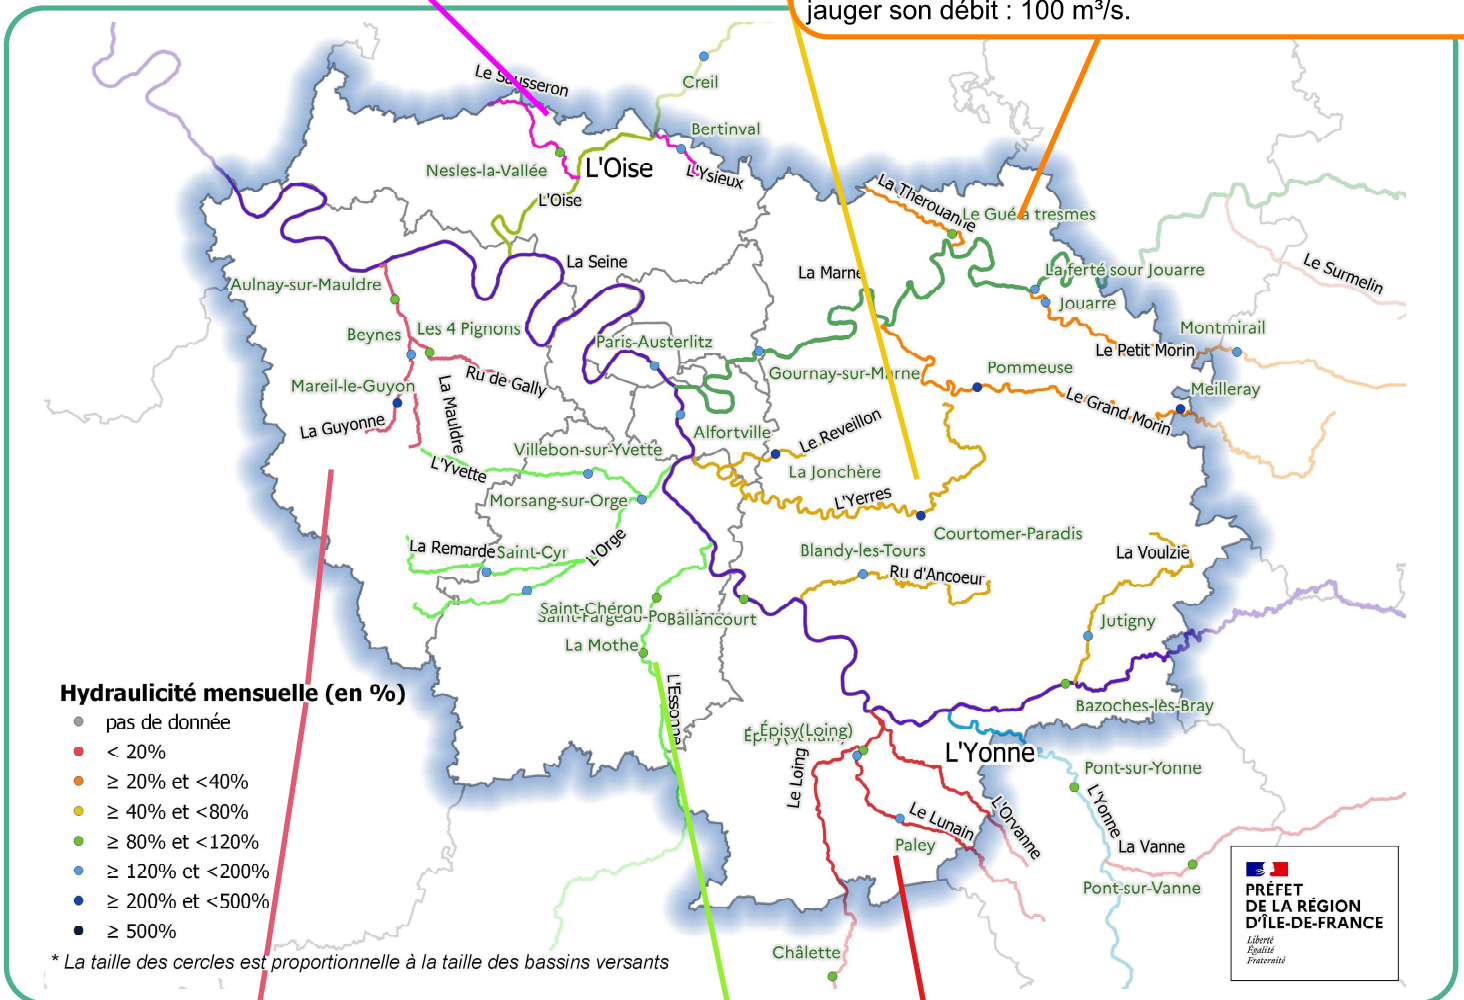 jauger son débit : 100 m³/s.
Le Sausseron
Creil
Bertinval
Nesles-la-Vallée
L'Oise
L'Ysieux
L'Oise
La Therouanne
Le Gué à tresmes
La Seine
La Marne
La ferté sour Jouarre
Le Surmelin
Aulnay-sur-Mauldre
Jouarre
Beynes
Les 4 Pignons
Paris-Austerlitz
Montmirail
Le Petit Morin
Gournay-sur-Marne
Pommeuse
Mareil-le-Guyon
Ru de Gally
Meilleray
La Mauldre
Le Grand Morin
La Guyonne
Alfortville
Le Reveillon
Villebon-sur-Yvette
L'Yvette
La Jonchère
Morsang-sur-Orge
L'Yerres
Courtomer-Paradis
La Remarde
Saint-Cyr
L'Orge
Blandy-les-Tours
La Voulzie
Ru d'Ancoeur
Saint-Chéron
Ballancourt
Jutigny
La Mothe
L'Essonne
Hydraulicité mensuelle (en %)
pas de donnée
< 20%
≥ 20% et <40%
≥ 40% et <80%
≥ 80% et <120%
≥ 120% ct <200%
≥ 200% et <500%
≥ 500%
Bazoches-lès-Bray
Épisy(Loing)
L'Yonne
Le Loing
Pont-sur-Yonne
L'Yonne
Le Lunain
L'Orvanne
Paley
La Vanne
Pont-sur-Vanne
Châlette
* La taille des cercles est proportionnelle à la taille des bassins versants
PRÉFET
DE LA RÉGION
D'ÎLE-DE-FRANCE
Liberté
Égalité
Fraternité